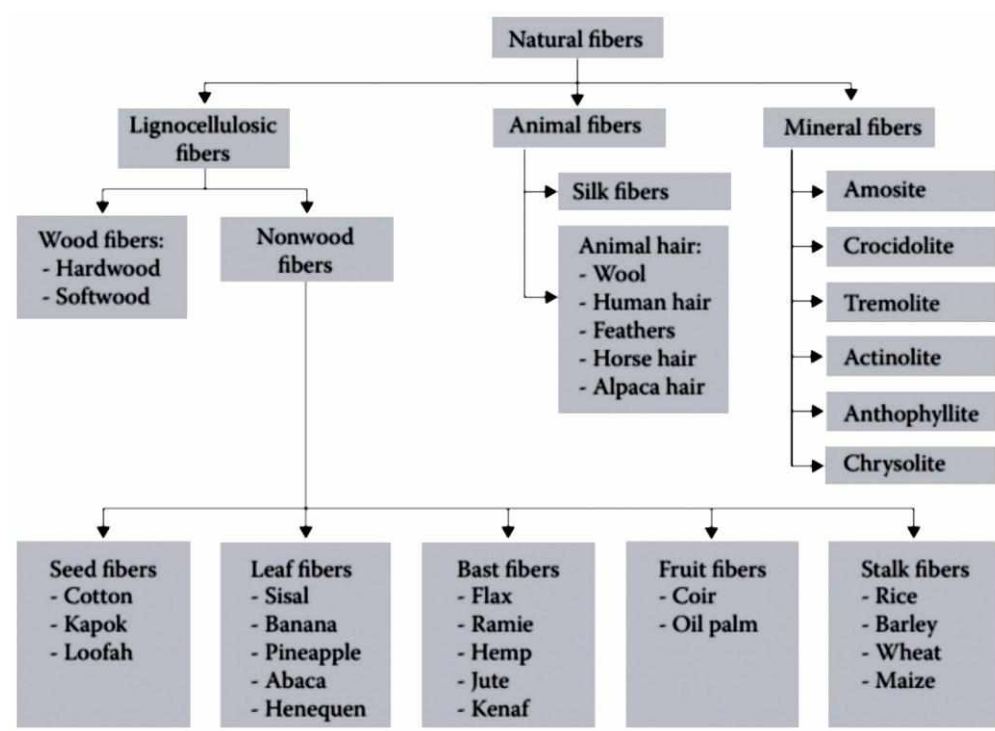 Natural fibers
Lignocellulosic
fibers
Animal fibers
Mineral fibers
Wood fibers:
- Hardwood
- Softwood
Nonwood
fibers
Silk fibers
Animal hair:
- Wool
- Human hair
- Feathers
- Horse hair
- Alpaca hair
Amosite
Crocidolite
Tremolite
Actinolite
Anthophyllite
Chrysolite
Seed fibers
- Cotton
- Kapok
- Loofah
Leaf fibers
- Sisal
- Banana
- Pineapple
- Abaca
- Henequen
Bast fibers
- Flax
- Ramie
- Hemp
- Jute
- Kenaf
Fruit fibers
- Coir
- Oil palm
Stalk fibers
- Rice
- Barley
- Wheat
- Maize